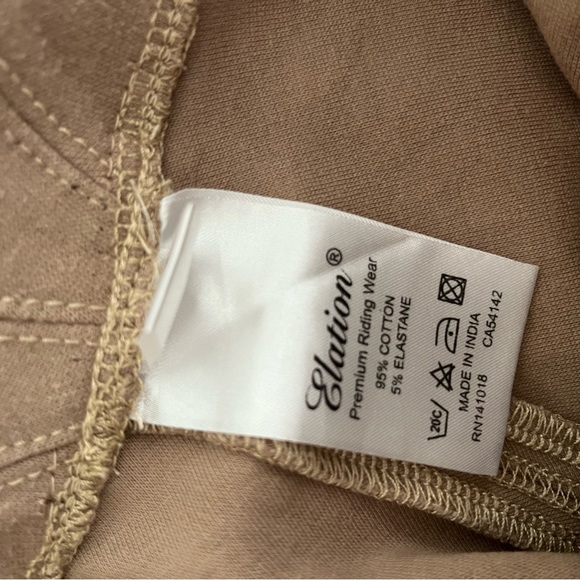 Elation®
Premium Riding Wear
95% COTTON
5% ELASTANE
20C
MADE IN INDIA
RN141018 CA54142